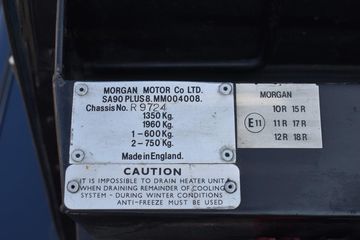 MORGAN MOTOR Co LTD.
SA90 PLUS 8. MM004008.
Chassis No. R 9724
1350 Kg.
1960 Kg.
1 - 600 Kg.
2 - 750 Kg.
Made in England.
CAUTION
IT IS IMPOSSIBLE TO DRAIN HEATER UNIT
WHEN DRAINING REMAINDER OF COOLING
SYSTEM - DURING WINTER CONDITIONS
ANTI-FREEZE MUST BE USED
MORGAN
10R 15R
E11 11R 17R
12R 18R